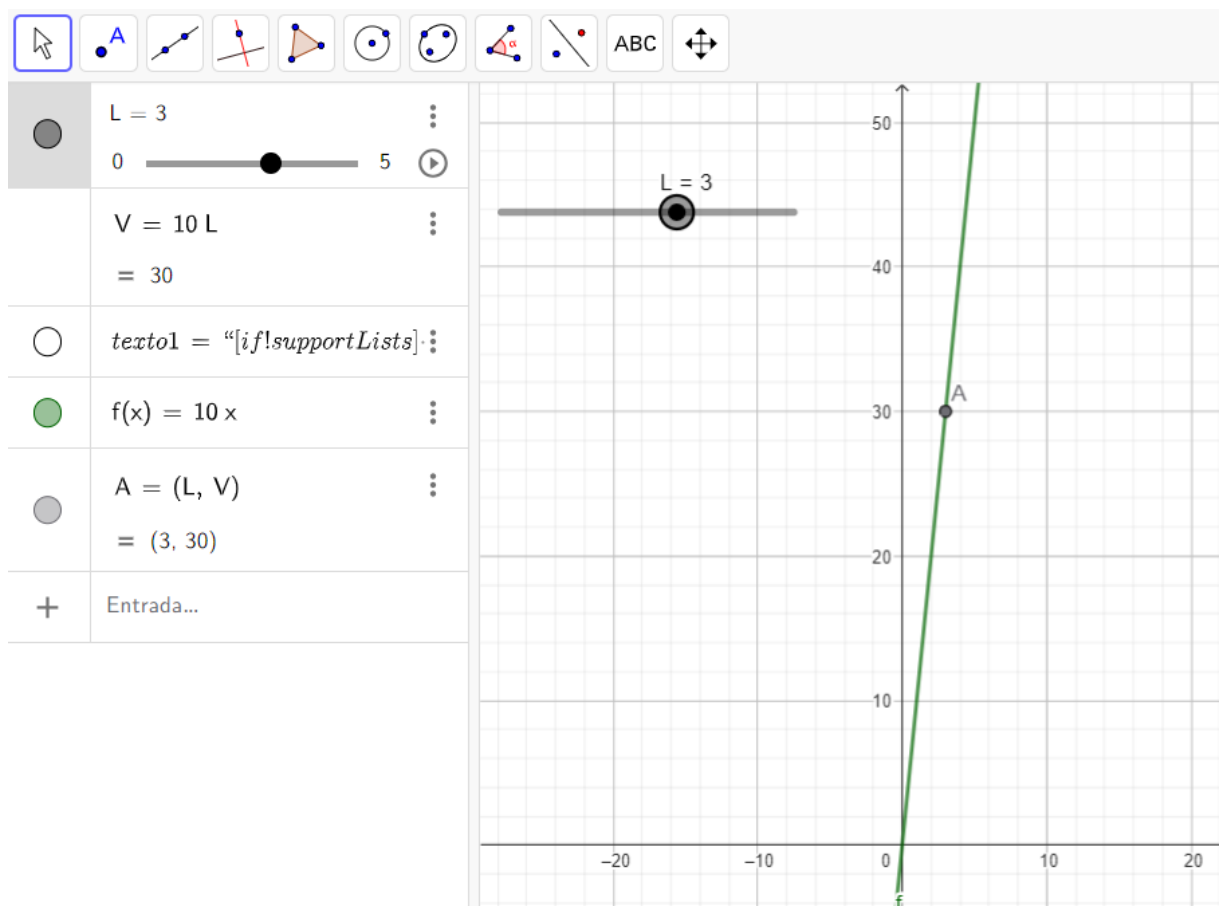 A
α
ABC
L = 3
0
5
V = 10 L
= 30
texto1 = “[if!supportLists]
f(x) = 10 x
A = (L, V)
= (3, 30)
+ Entrada...
L = 3
50
40
30
A
20
10
−20
−10
0
10
20
f